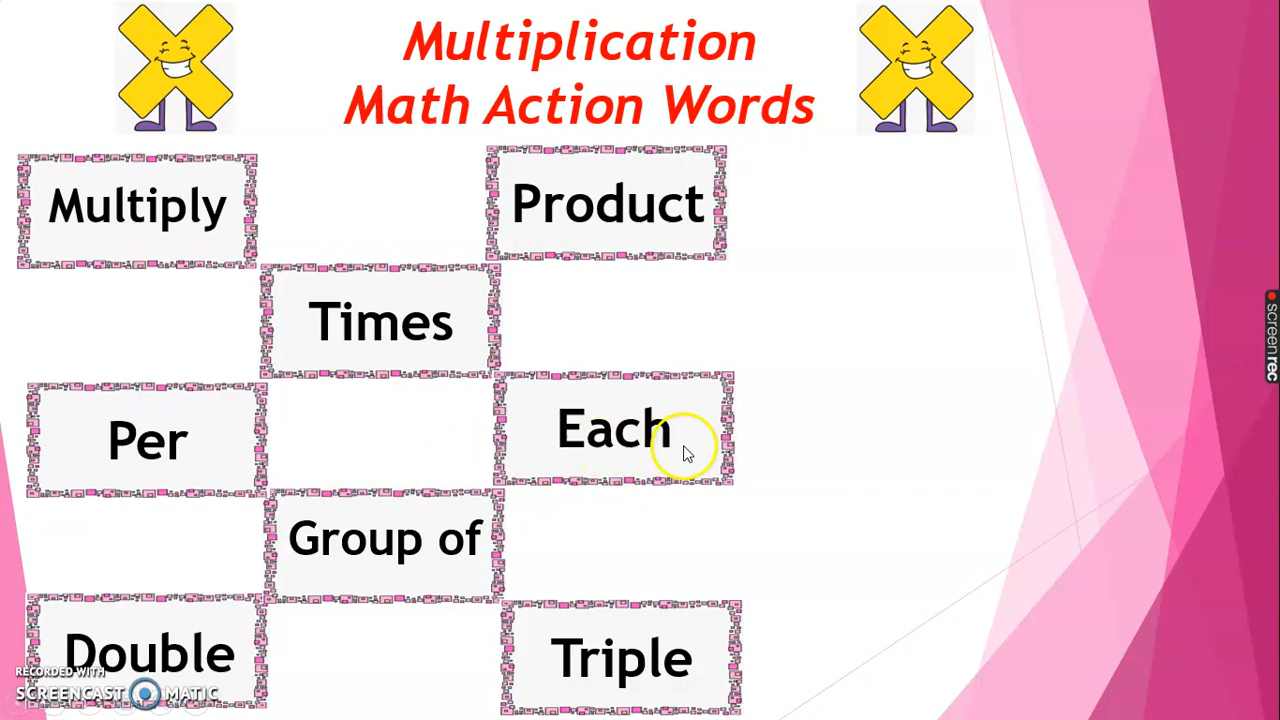 Multiplication
Math Action Words
Multiply
Product
Times
Per
Each
Group of
Double
Triple
RECORDED WITH
SCREENCAST MATIC
screenrec